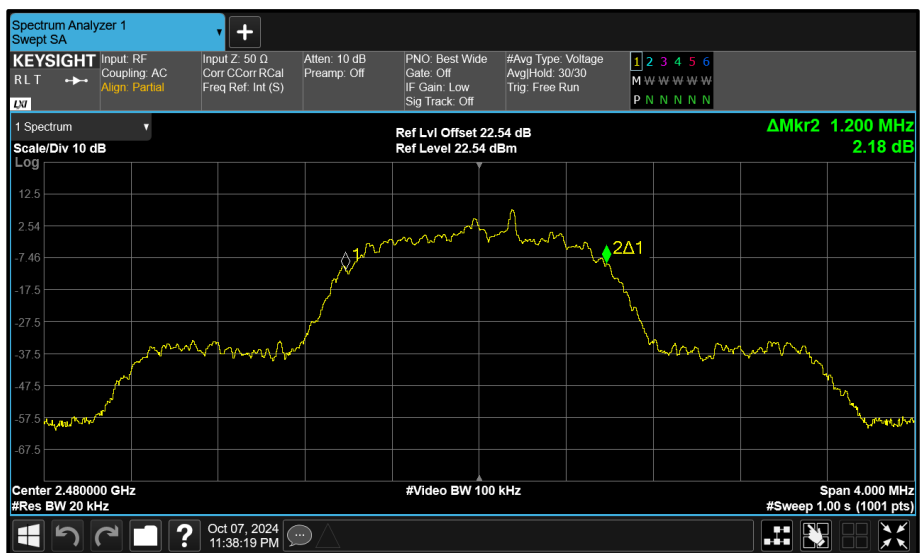 Spectrum Analyzer 1
Swept SA
+
KEYSIGHT
R L T
LXI
Input: RF
Coupling: AC
Align: Partial
Input Z: 50 Ω
Corr CCorr RCal
Freq Ref: Int (S)
Atten: 10 dB
Preamp: Off
PNO: Best Wide
Gate: Off
IF Gain: Low
Sig Track: Off
#Avg Type: Voltage
Avg|Hold: 30/30
Trig: Free Run
1 2 3 4 5 6
M W W W W W
P N N N N N
1 Spectrum
Scale/Div 10 dB
Log
Ref Lvl Offset 22.54 dB
Ref Level 22.54 dBm
ΔMkr2 1.200 MHz
2.18 dB
12.5
2.54
-7.46
-17.5
-27.5
-37.5
-47.5
-57.5
-67.5
1
2Δ1
Center 2.480000 GHz
#Res BW 20 kHz
#Video BW 100 kHz
Span 4.000 MHz
#Sweep 1.00 s (1001 pts)
?
Oct 07, 2024
11:38:19 PM